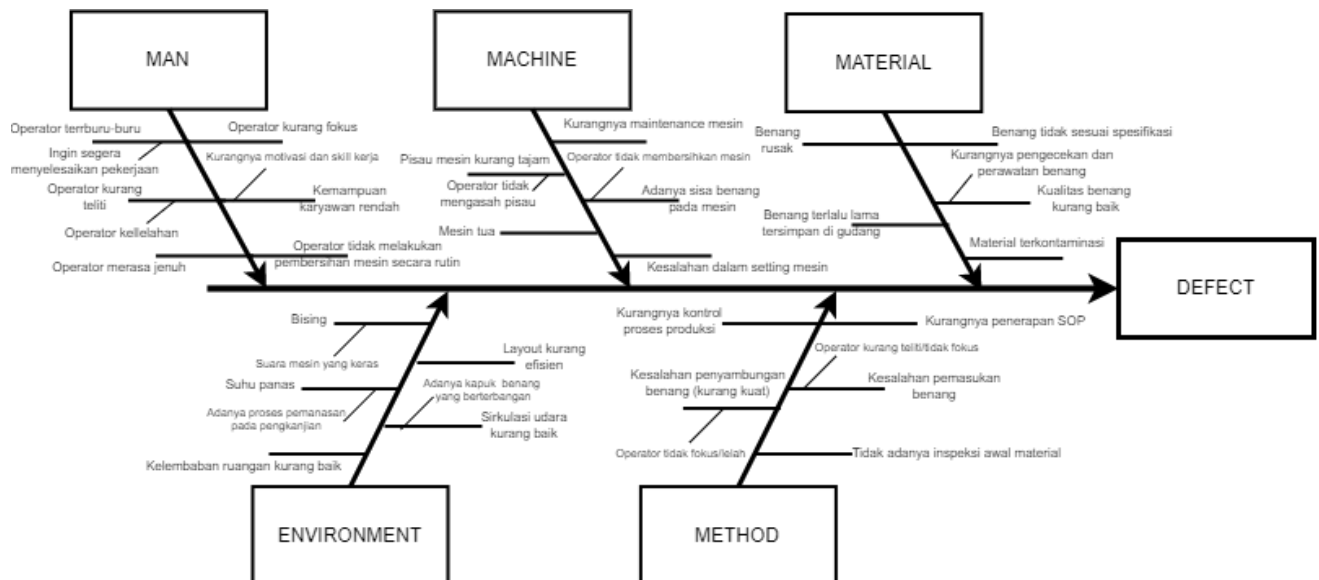 MAN
MACHINE
MATERIAL
Operator terrburu-buru
Operator kurang fokus
Ingin segera
menyelesaikan pekerjaan
Kurangnya motivasi dan skill kerja
Operator kurang
teliti
Kemampuan
karyawan rendah
Operator kellelahan
Operator merasa jenuh
Operator tidak melakukan
pembersihan mesin secara rutin
Kurangnya maintenance mesin
Pisau mesin kurang tajam
Operator tidak membersihkan mesin
Operator tidak
mengasah pisau
Adanya sisa benang
pada mesin
Mesin tua
Kesalahan dalam setting mesin
Benang
rusak
Benang tidak sesuai spesifikasi
Kurangnya pengecekan dan
perawatan benang
Kualitas benang
kurang baik
Benang terlalu lama
tersimpan di gudang
Material terkontaminasi
DEFECT
Bising
Suara mesin yang keras
Layout kurang
efisien
Suhu panas
Adanya kapuk benang
yang berterbangan
Adanya proses pemanasan
pada pengkanjian
Sirkulasi udara
kurang baik
Kelembaban ruangan kurang baik
Kurangnya kontrol
proses produksi
Kurangnya penerapan SOP
Operator kurang teliti/tidak fokus
Kesalahan penyambungan
benang (kurang kuat)
Kesalahan pemasukan
benang
Operator tidak fokus/lelah
Tidak adanya inspeksi awal material
ENVIRONMENT
METHOD